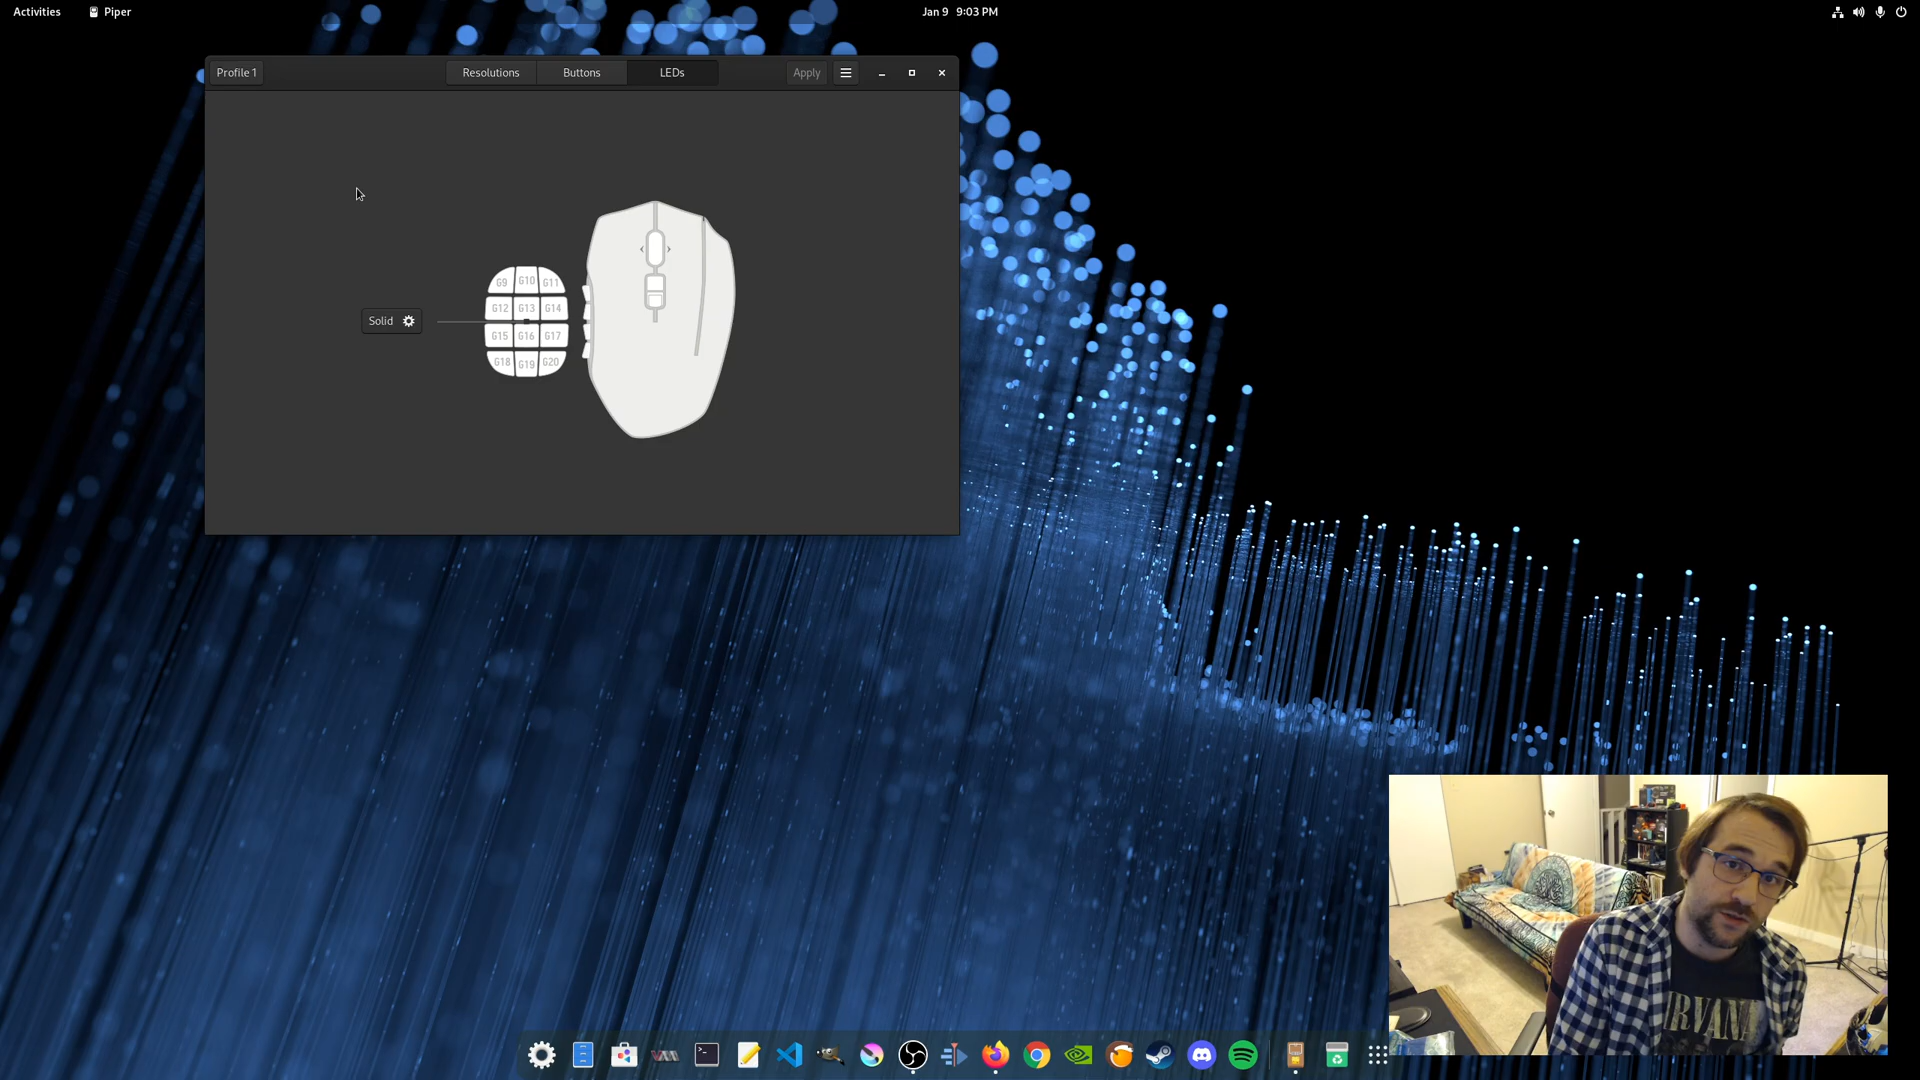 Activities Piper Jan 9 9:03 PM
Profile 1 Resolutions Buttons LEDs Apply
G9 G10 G11
G12 G13 G14
Solid
G15 G16 G17
G18 G19 G20
NIRVANA